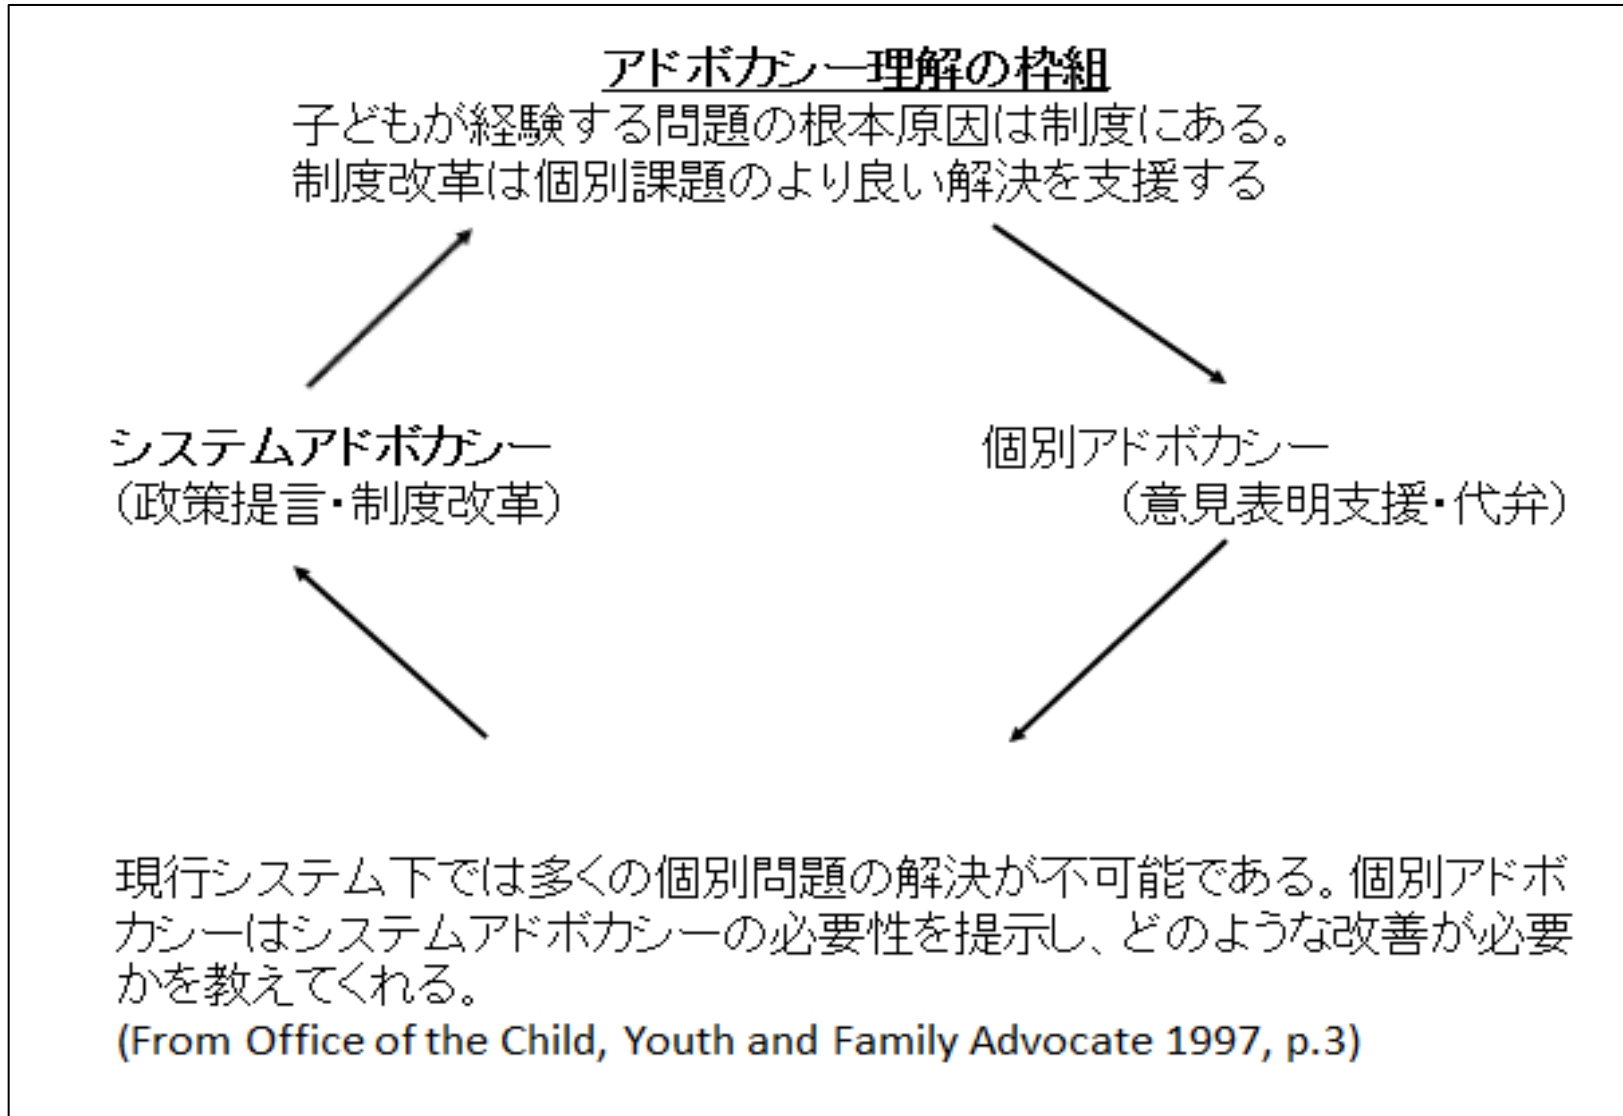 アドボカシー理解の枠組
子どもが経験する問題の根本原因は制度にある。
制度改革は個別課題のより良い解決を支援する
システムアドボカシー
（政策提言・制度改革）
個別アドボカシー
（意見表明支援・代弁）
現行システム下では多くの個別問題の解決が不可能である。個別アドボ
カシーはシステムアドボカシーの必要性を提示し、どのような改善が必要
かを教えてくれる。
(From Office of the Child, Youth and Family Advocate 1997, p.3)